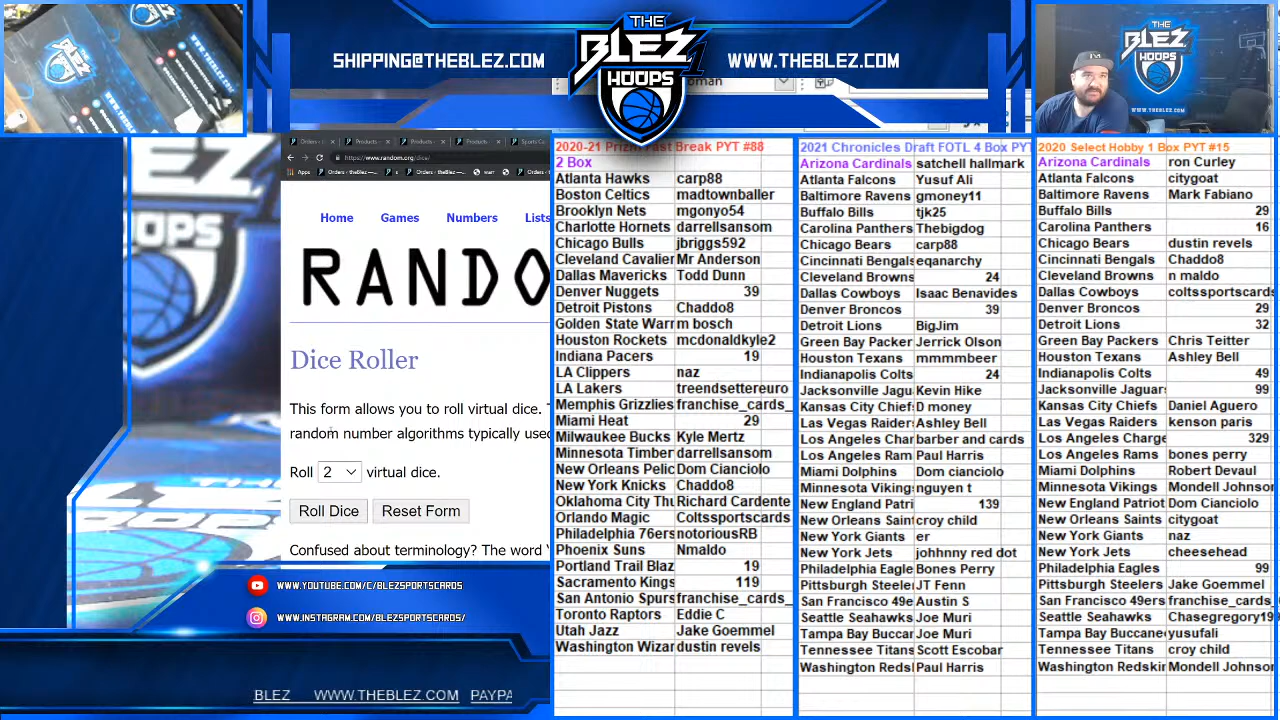 SHIPPING@THEBLEZ.COM
THE
BLEZ
HOOPS
WWW.THEBLEZ.COM
THE
BLEZ
HOOPS
WWW.THEBLEZ.COM
https://www.random.org/dice/
Home Games Numbers Lists
RANDO
Dice Roller
This form allows you to roll virtual dice.
random number algorithms typically used
Roll 2 virtual dice.
Roll Dice Reset Form
Confused about terminology? The word
WWW.YOUTUBE.COM/C/BLEZSPORTSCARDS
WWW.INSTAGRAM.COM/BLEZSPORTSCARDS/
BLEZ WWW.THEBLEZ.COM PAYPA
2020-21 Prizm Fast Break PYT #88
2 Box
Atlanta Hawks carp88
Boston Celtics madtownballer
Brooklyn Nets mgonyo54
Charlotte Hornets darrellsansom
Chicago Bulls jbriggs592
Cleveland Cavalier Mr Anderson
Dallas Mavericks Todd Dunn
Denver Nuggets 39
Detroit Pistons Chaddo8
Golden State Warr m bosch
Houston Rockets mcdonaldkyle2
Indiana Pacers 19
LA Clippers naz
LA Lakers treendsettereuro
Memphis Grizzlies franchise_cards_
Miami Heat 29
Milwaukee Bucks Kyle Mertz
Minnesota Timber darrellsansom
New Orleans Pelic Dom Cianciolo
New York Knicks Chaddo8
Oklahoma City Thu Richard Cardente
Orlando Magic Coltssportscards
Philadelphia 76ers notoriousRB
Phoenix Suns Nmaldo
Portland Trail Blaz 19
Sacramento Kings 119
San Antonio Spurs franchise_cards_
Toronto Raptors Eddie C
Utah Jazz Jake Goemmel
Washington Wizar dustin revels
2021 Chronicles Draft FOTL 4 Box PYT
Arizona Cardinals satchell hallmark
Atlanta Falcons Yusuf Ali
Baltimore Ravens gmoney11
Buffalo Bills tjk25
Carolina Panthers Thebigdog
Chicago Bears carp88
Cincinnati Bengals eqanarchy
Cleveland Browns 24
Dallas Cowboys Isaac Benavides
Denver Broncos 39
Detroit Lions BigJim
Green Bay Packer Jerrick Olson
Houston Texans mmmmbeer
Indianapolis Colts 24
Jacksonville Jagu Kevin Hike
Kansas City Chief D money
Las Vegas Raider Ashley Bell
Los Angeles Char barber and cards
Los Angeles Ram Paul Harris
Miami Dolphins Dom cianciolo
Minnesota Viking nguyen t
New England Patri 139
New Orleans Saint croy child
New York Giants er
New York Jets johhnny red dot
Philadelphia Eagle Bones Perry
Pittsburgh Steele JT Fenn
San Francisco 49e Austin S
Seattle Seahawks Joe Muri
Tampa Bay Buccar Joe Muri
Tennessee Titans Scott Escobar
Washington Reds Paul Harris
2020 Select Hobby 1 Box PYT #15
Arizona Cardinals ron Curley
Atlanta Falcons citygoat
Baltimore Ravens Mark Fabiano
Buffalo Bills 29
Carolina Panthers 16
Chicago Bears dustin revels
Cincinnati Bengals Chaddo8
Cleveland Browns n maldo
Dallas Cowboys coltssportscards
Denver Broncos 29
Detroit Lions 32
Green Bay Packers Chris Teitter
Houston Texans Ashley Bell
Indianapolis Colts 49
Jacksonville Jaguar 99
Kansas City Chiefs Daniel Aguero
Las Vegas Raiders kenson paris
Los Angeles Charge 329
Los Angeles Rams bones perry
Miami Dolphins Robert Devaul
Minnesota Vikings Mondell Johnson
New England Patriot Dom Cianciolo
New Orleans Saints citygoat
New York Giants naz
New York Jets cheesehead
Philadelphia Eagles 99
Pittsburgh Steelers Jake Goemmel
San Francisco 49ers franchise_cards_
Seattle Seahawks Chasegregory19
Tampa Bay Buccanee yusufali
Tennessee Titans croy child
Washington Redskin Mondell Johnson